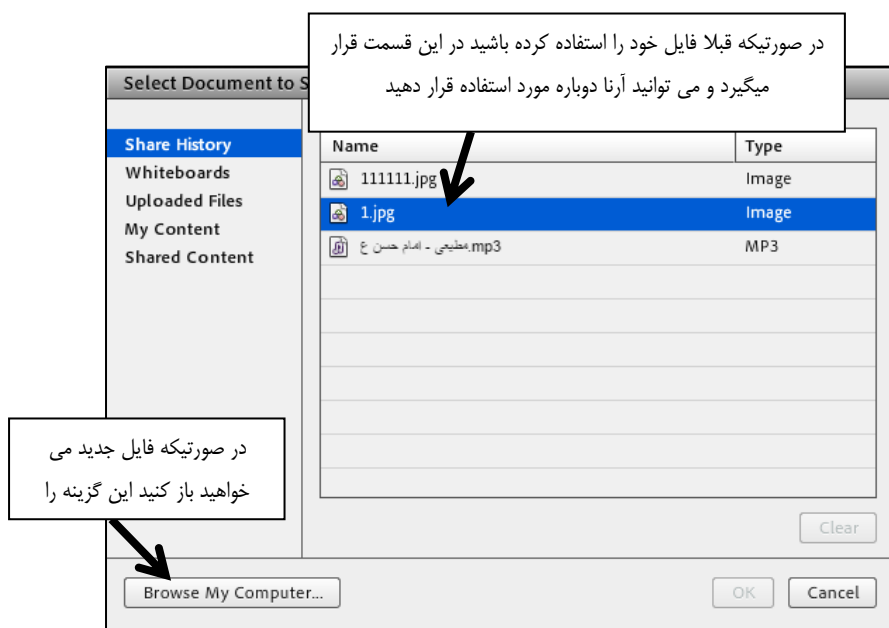 در صورتیکه قبلا فایل خود را استفاده کرده باشید در این قسمت قرار
میگیرد و می توانید آرنا دوباره مورد استفاده قرار دهید
Select Document to S
Share History
Whiteboards
Uploaded Files
My Content
Shared Content
Name Type
111111.jpg Image
1.jpg Image
مطیعی - امام حسن ع.mp3 MP3
در صورتیکه فایل جدید می
خواهید باز کنید این گزینه را
Clear
Browse My Computer... OK Cancel